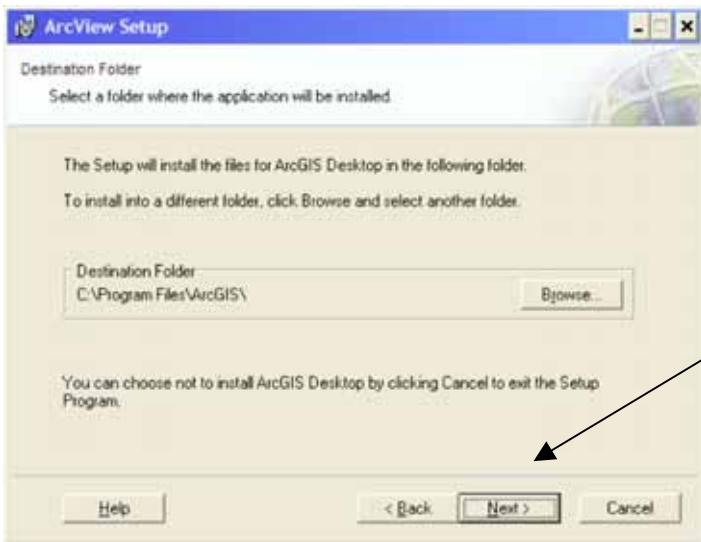 ArcView Setup
Destination Folder
Select a folder where the application will be installed
The Setup will install the files for ArcGIS Desktop in the following folder.
To install into a different folder, click Browse and select another folder.
Destination Folder
C:\Program Files\ArcGIS\
Browse...
You can choose not to install ArcGIS Desktop by clicking Cancel to exit the Setup
Program.
Help
< Back
Next >
Cancel